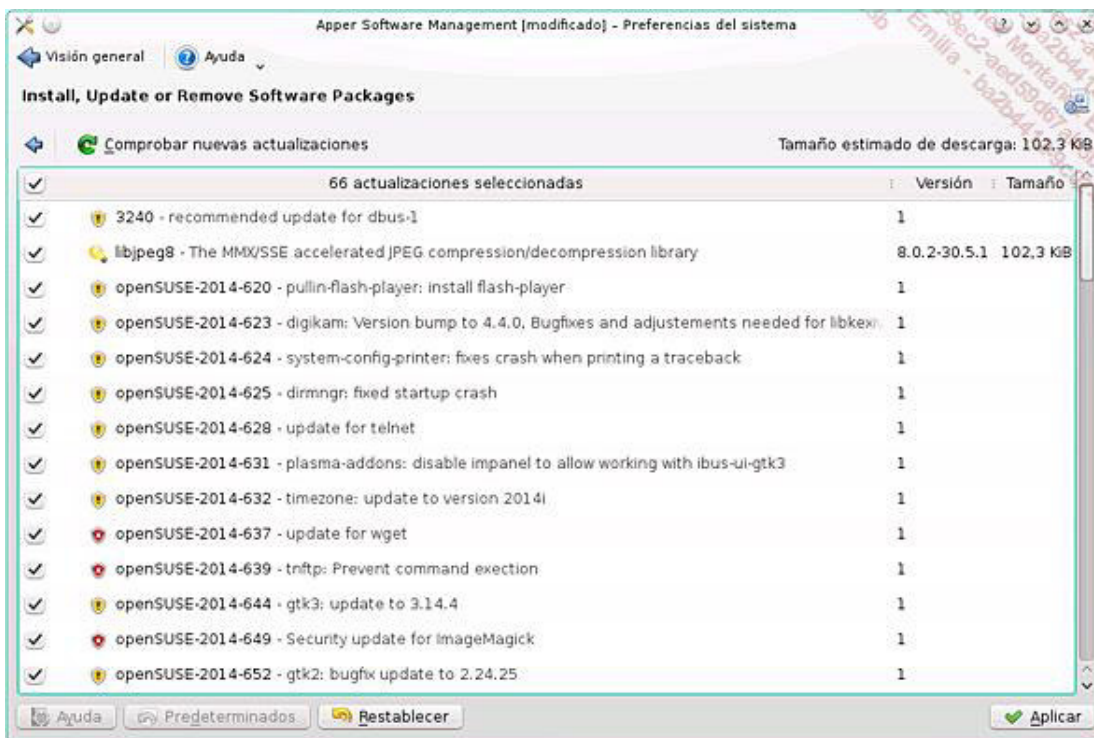 Apper Software Management [modificado] - Preferencias del sistema
Visión general Ayuda
Install, Update or Remove Software Packages
Comprobar nuevas actualizaciones Tamaño estimado de descarga: 102,3 KiB
66 actualizaciones seleccionadas Versión Tamaño
3240 - recommended update for dbus-1 1
libjpeg8 - The MMX/SSE accelerated JPEG compression/decompression library 8.0.2-30.5.1 102,3 KiB
openSUSE-2014-620 - pullin-flash-player: install flash-player 1
openSUSE-2014-623 - digikam: Version bump to 4.4.0, Bugfixes and adjustements needed for 1
openSUSE-2014-624 - system-config-printer: fixes crash when printing a traceback 1
openSUSE-2014-625 - dirmngr: fixed startup crash 1
openSUSE-2014-628 - update for telnet 1
openSUSE-2014-631 - plasma-addons: disable impanel to allow working with ibus-ui-gtk3 1
openSUSE-2014-632 - timezone: update to version 2014i 1
openSUSE-2014-637 - update for wget 1
openSUSE-2014-639 - tnftp: Prevent command exection 1
openSUSE-2014-644 - gtk3: update to 3.14.4 1
openSUSE-2014-649 - Security update for ImageMagick 1
openSUSE-2014-652 - gtk2: bugfix update to 2.24.25 1
Ayuda Predeterminados Restablecer Aplicar
Emilia